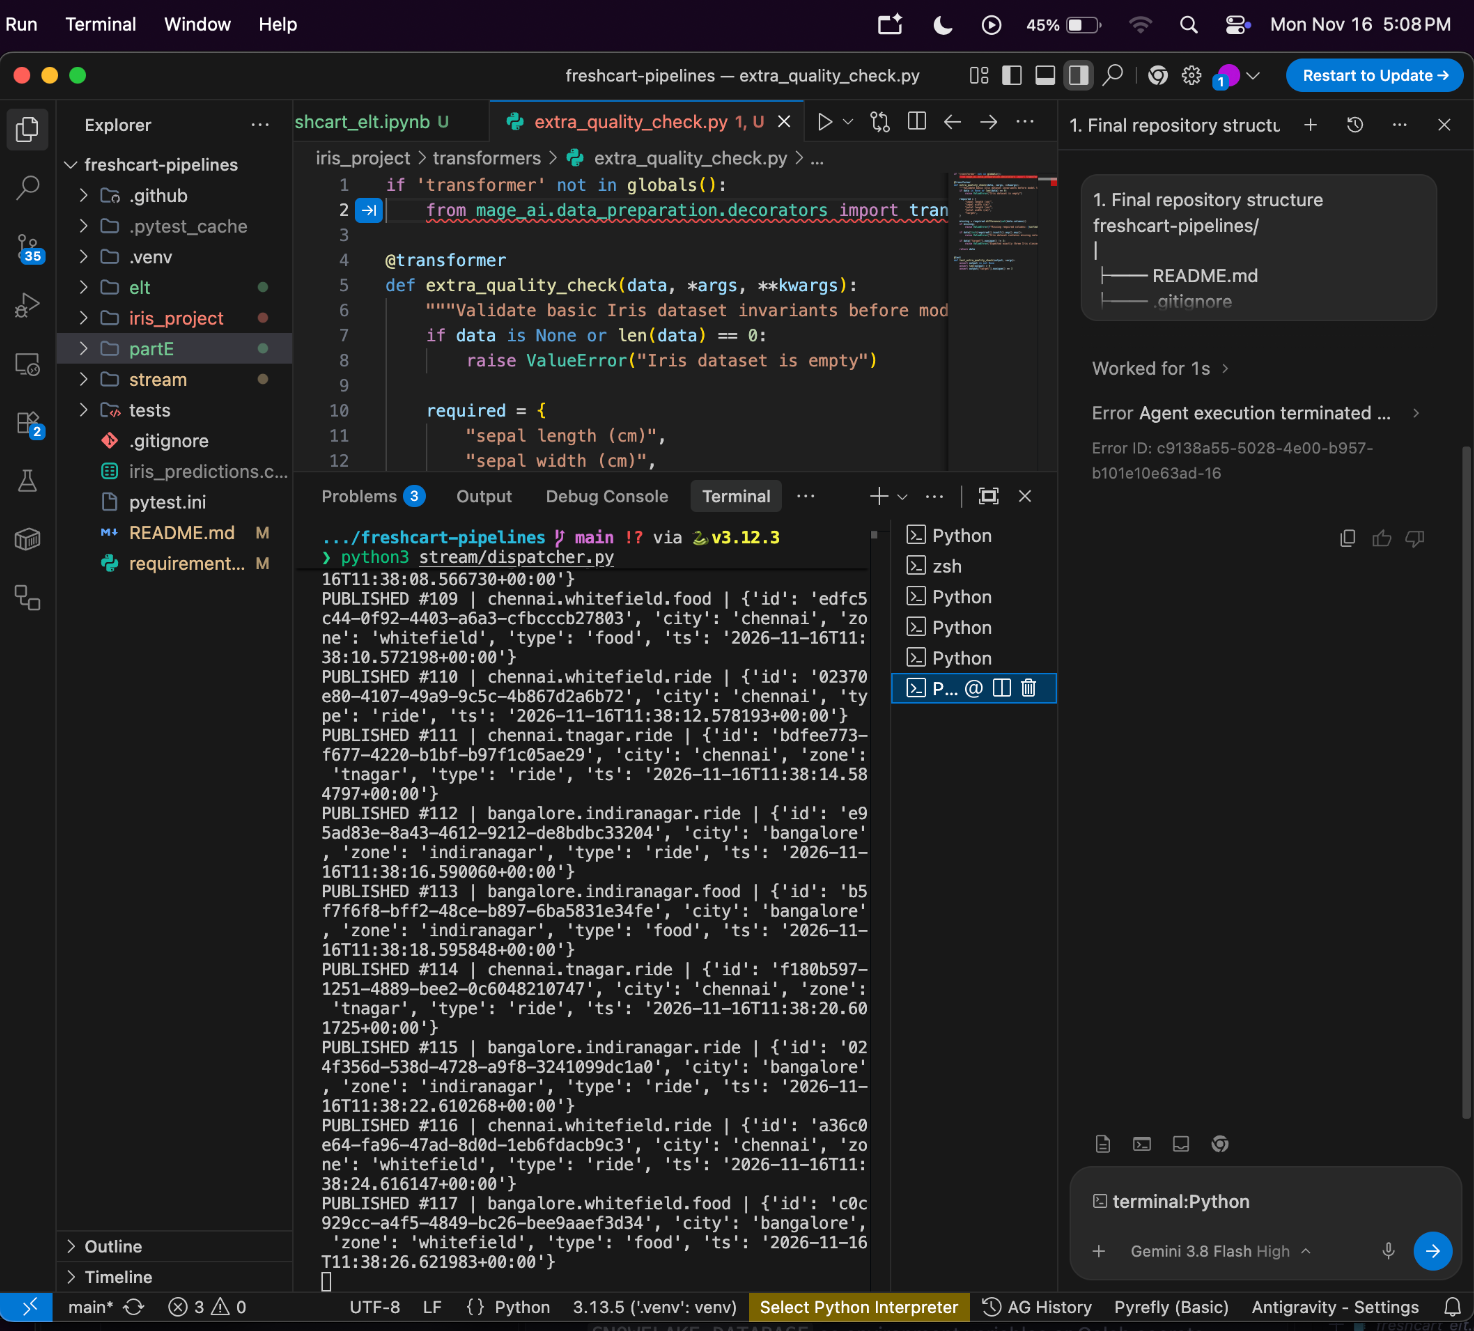 Run Terminal Window Help 45% Mon Nov 16 5:08 PM
freshcart-pipelines — extra_quality_check.py 1 Restart to Update →
Explorer
freshcart-pipelines
.github
.pytest_cache
.venv
35
elt
iris_project
partE
stream
tests
2
.gitignore
iris_predictions.c...
pytest.ini
README.md M
requirement... M
Outline
Timeline
shcart_elt.ipynb U extra_quality_check.py 1, U
iris_project > transformers > extra_quality_check.py > ...
1 if 'transformer' not in globals():
2 from mage_ai.data_preparation.decorators import tran
3
4 @transformer
5 def extra_quality_check(data, *args, **kwargs):
6 """Validate basic Iris dataset invariants before mod
7 if data is None or len(data) == 0:
8 raise ValueError("Iris dataset is empty")
9
10 required = {
11 "sepal length (cm)",
12 "sepal width (cm)",
Problems 3 Output Debug Console Terminal
.../freshcart-pipelines main !? via v3.12.3
❯ python3 stream/dispatcher.py
16T11:38:08.566730+00:00'}
PUBLISHED #109 | chennai.whitefield.food | {'id': 'edfc5
c44-0f92-4403-a6a3-cfbcccb27803', 'city': 'chennai', 'zo
ne': 'whitefield', 'type': 'food', 'ts': '2026-11-16T11:
38:10.572198+00:00'}
PUBLISHED #110 | chennai.whitefield.ride | {'id': '02370
e80-4107-49a9-9c5c-4b867d2a6b72', 'city': 'chennai', 'ty
pe': 'ride', 'ts': '2026-11-16T11:38:12.578193+00:00'}
PUBLISHED #111 | chennai.tnagar.ride | {'id': 'bdfee773-
f677-4220-b1bf-b97f1c05ae29', 'city': 'chennai', 'zone':
'tnagar', 'type': 'ride', 'ts': '2026-11-16T11:38:14.58
4797+00:00'}
PUBLISHED #112 | bangalore.indiranagar.ride | {'id': 'e9
5ad83e-8a43-4612-9212-de8bdbc33204', 'city': 'bangalore'
, 'zone': 'indiranagar', 'type': 'ride', 'ts': '2026-11-
16T11:38:16.590060+00:00'}
PUBLISHED #113 | bangalore.indiranagar.food | {'id': 'b5
f7f6f8-bff2-48ce-b897-6ba5831e34fe', 'city': 'bangalore'
, 'zone': 'indiranagar', 'type': 'food', 'ts': '2026-11-
16T11:38:18.595848+00:00'}
PUBLISHED #114 | chennai.tnagar.ride | {'id': 'f180b597-
1251-4889-bee2-0c6048210747', 'city': 'chennai', 'zone':
'tnagar', 'type': 'ride', 'ts': '2026-11-16T11:38:20.60
1725+00:00'}
PUBLISHED #115 | bangalore.indiranagar.ride | {'id': '02
4f356d-538d-4728-a9f8-3241099dc1a0', 'city': 'bangalore'
, 'zone': 'indiranagar', 'type': 'ride', 'ts': '2026-11-
16T11:38:22.610268+00:00'}
PUBLISHED #116 | chennai.whitefield.ride | {'id': 'a36c0
e64-fa96-47ad-8d0d-1eb6fdacb9c3', 'city': 'chennai', 'zo
ne': 'whitefield', 'type': 'ride', 'ts': '2026-11-16T11:
38:24.616147+00:00'}
PUBLISHED #117 | bangalore.whitefield.food | {'id': 'c0c
929cc-a4f5-4849-bc26-bee9aaef3d34', 'city': 'bangalore',
'zone': 'whitefield', 'type': 'food', 'ts': '2026-11-16
T11:38:26.621983+00:00'}
Python
zsh
Python
Python
Python
P...
1. Final repository structu
1. Final repository structure
freshcart-pipelines/
|
├── README.md
├── .gitignore
Worked for 1s >
Error Agent execution terminated ... >
Error ID: c9138a55-5028-4e00-b957-
b101e10e63ad-16
terminal:Python
Gemini 3.8 Flash High
main* 3 0 UTF-8 LF {} Python 3.13.5 ('.venv': venv) Select Python Interpreter AG History Pyrefly (Basic) Antigravity - Settings